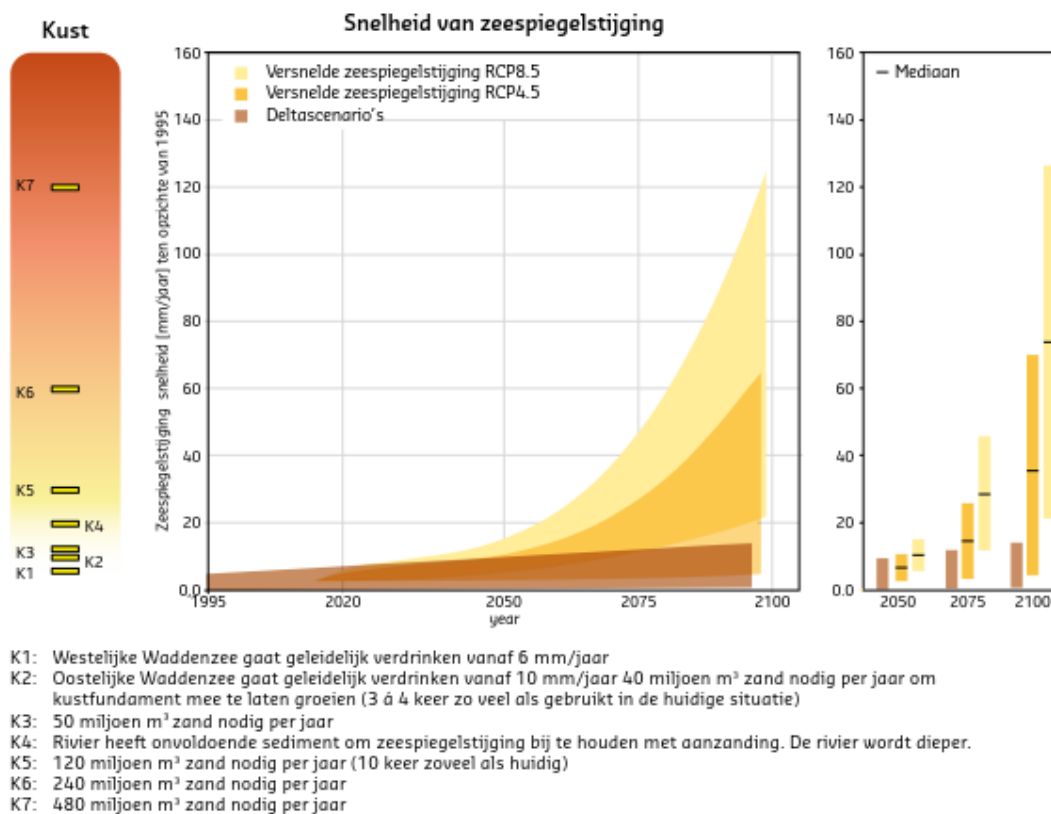 Kust
Snelheid van zeespiegelstijging
K7
K6
K5
K4
K3
K2
K1
Zeespiegelstijging snelheid [mm/jaar] ten opzichte van 1995
160
140
120
100
80
60
40
20
0.0
Versnelde zeespiegelstijging RCP8.5
Versnelde zeespiegelstijging RCP4.5
Deltascenario's
1995
2020
2050
2075
2100
year
160
140
120
100
80
60
40
20
0.0
Mediaan
2050
2075
2100
K1: Westelijke Waddenzee gaat geleidelijk verdrinken vanaf 6 mm/jaar
K2: Oostelijke Waddenzee gaat geleidelijk verdrinken vanaf 10 mm/jaar 40 miljoen m³ zand nodig per jaar om
kustfundament mee te laten groeien (3 á 4 keer zo veel als gebruikt in de huidige situatie)
K3: 50 miljoen m³ zand nodig per jaar
K4: Rivier heeft onvoldoende sediment om zeespiegelstijging bij te houden met aanzanding. De rivier wordt dieper.
K5: 120 miljoen m³ zand nodig per jaar (10 keer zoveel als huidig)
K6: 240 miljoen m³ zand nodig per jaar
K7: 480 miljoen m³ zand nodig per jaar